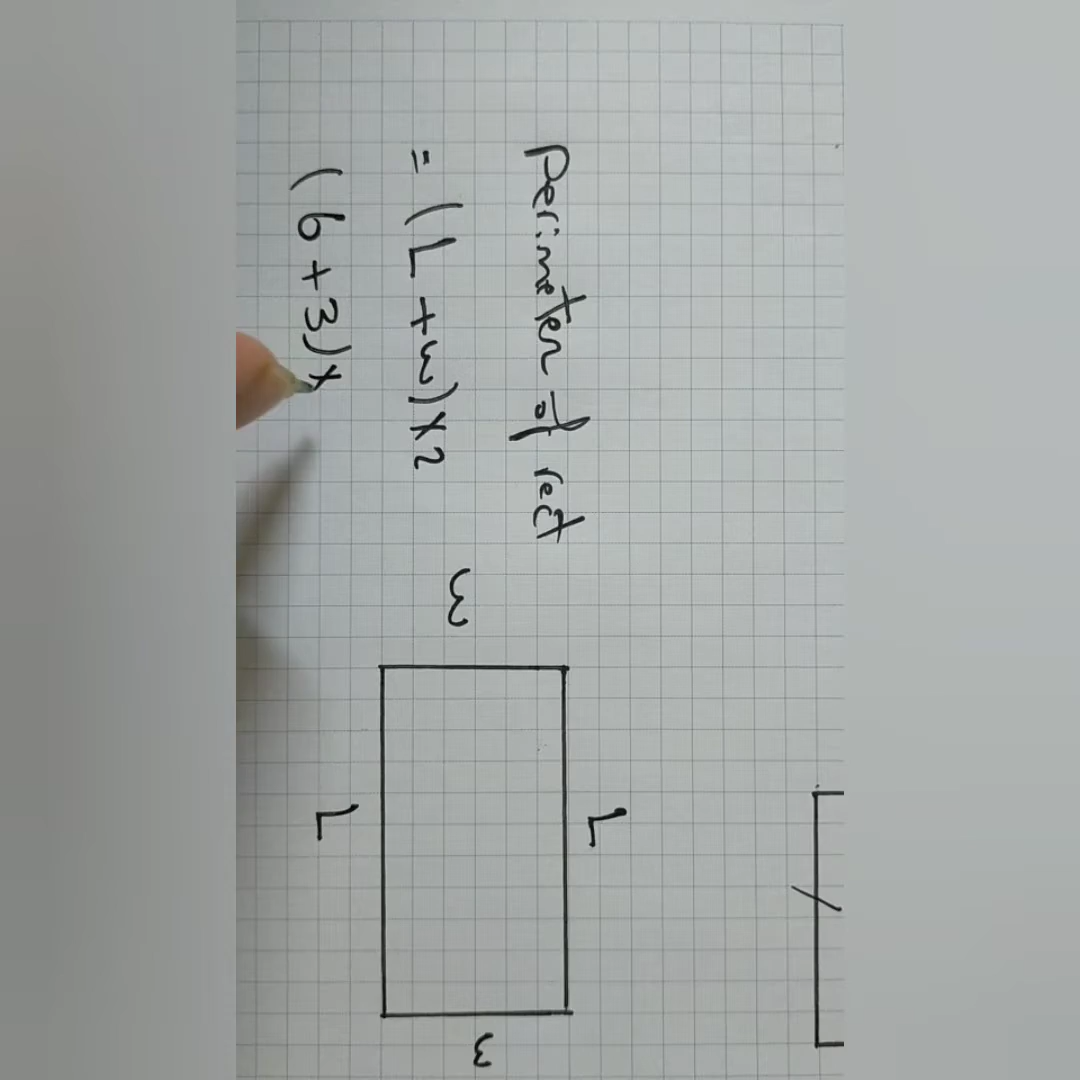 Perimeter of rect
= (L + w) x 2
(6 + 3) x
w
L
L
w